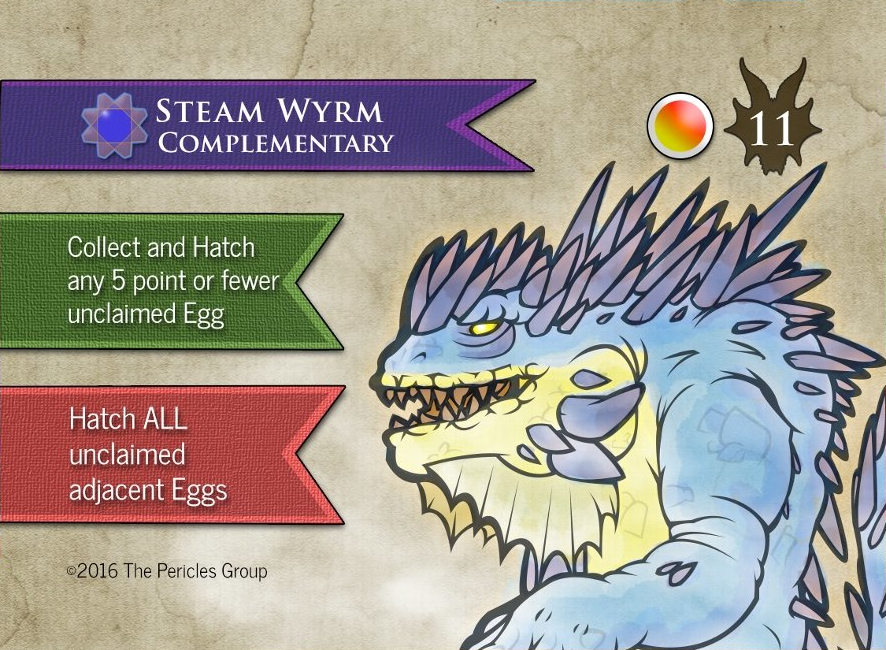 Steam Wyrm
Complementary
11
Collect and Hatch
any 5 point or fewer
unclaimed Egg
Hatch ALL
unclaimed
adjacent Eggs
©2016 The Pericles Group